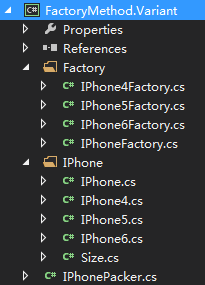 C# FactoryMethod.Variant
Properties
References
Factory
C# IPhone4Factory.cs
C# IPhone5Factory.cs
C# IPhone6Factory.cs
C# IPhoneFactory.cs
IPhone
C# IPhone.cs
C# IPhone4.cs
C# IPhone5.cs
C# IPhone6.cs
C# Size.cs
C# IPhonePacker.cs